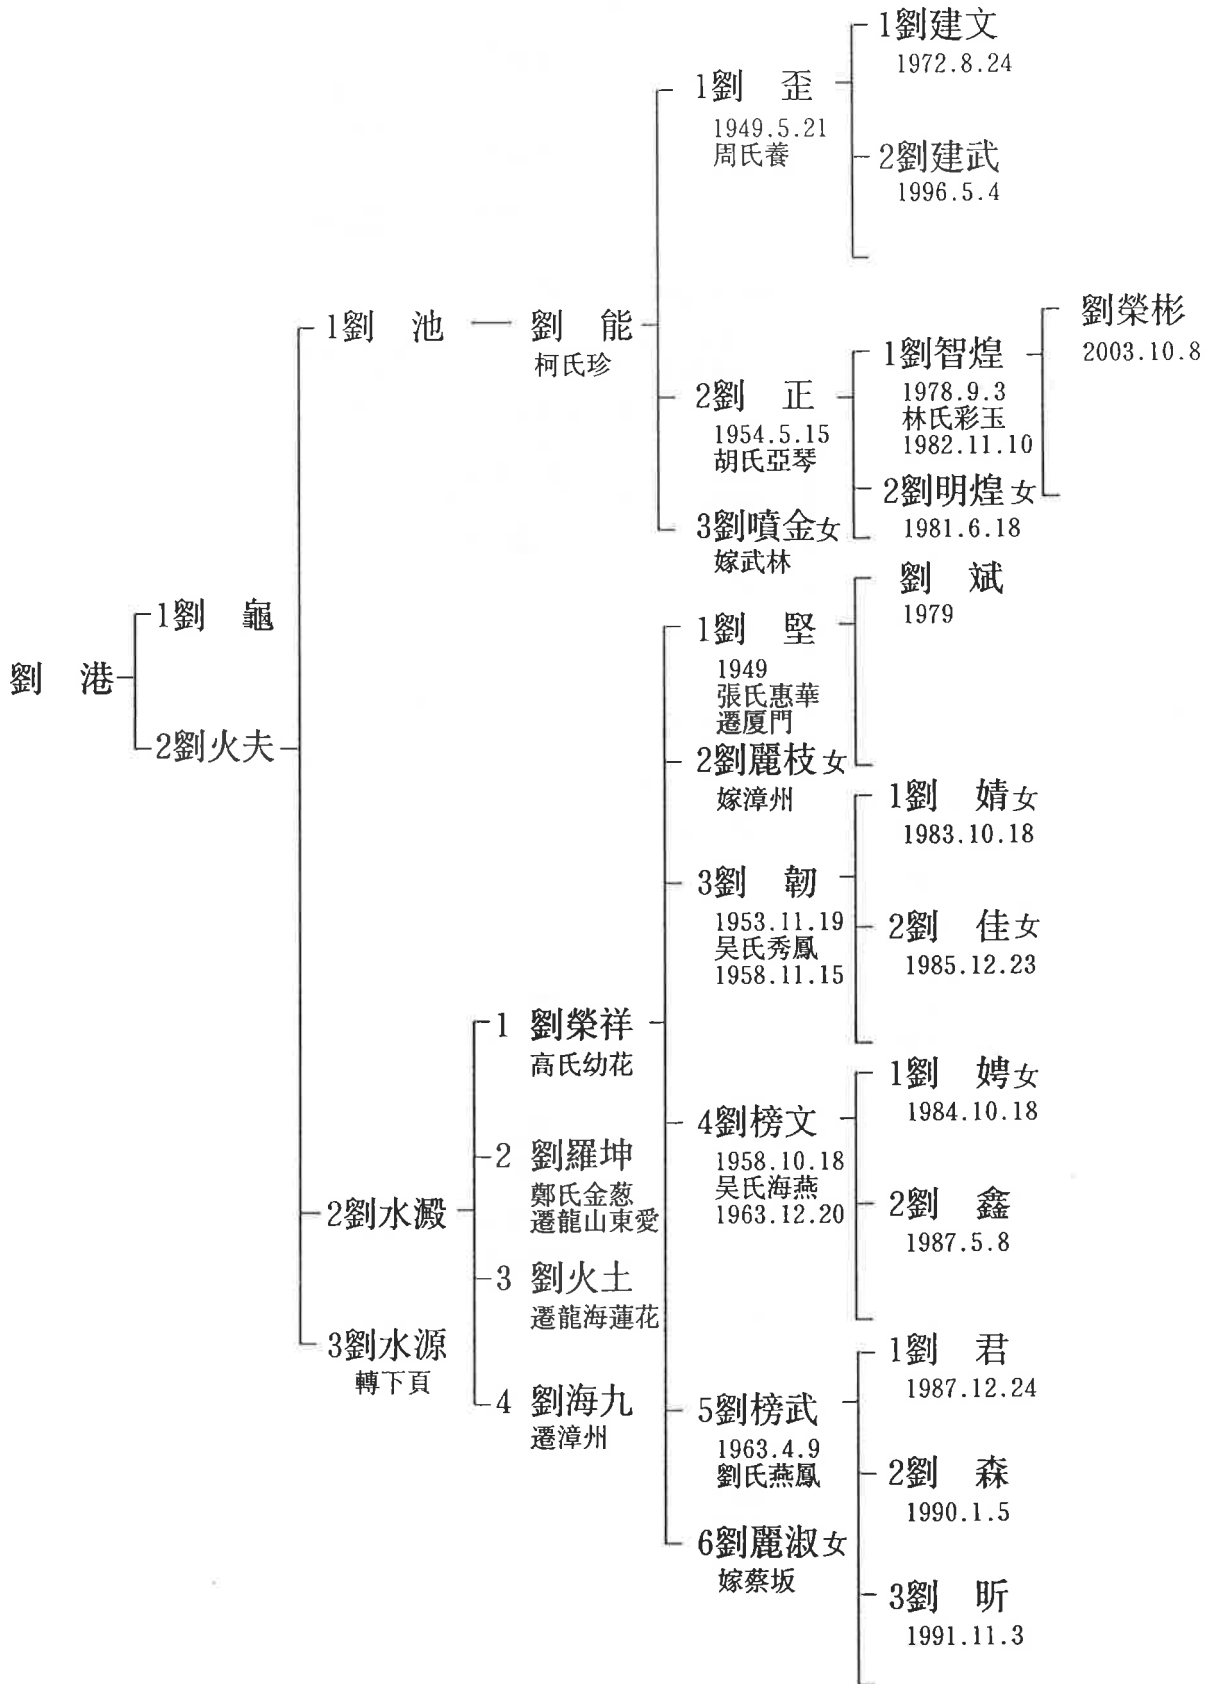 劉　港
1劉　龜
2劉火夫
1劉　池
2劉水澱
3劉水源
轉下頁
劉　能
柯氏珍
1　劉榮祥
高氏幼花
2　劉羅坤
鄭氏金葱
遷龍山東愛
3　劉火土
遷龍海蓮花
4　劉海九
遷漳州
1劉　歪
1949.5.21
周氏養
2劉　正
1954.5.15
胡氏亞琴
3劉噴金女
嫁武林
1劉　堅
1949
張氏惠華
遷厦門
2劉麗枝女
嫁漳州
3劉　韌
1953.11.19
吴氏秀鳳
1958.11.15
4劉榜文
1958.10.18
吴氏海燕
1963.12.20
5劉榜武
1963.4.9
劉氏燕鳳
6劉麗淑女
嫁蔡坂
1劉建文
1972.8.24
2劉建武
1996.5.4
1劉智煌
1978.9.3
林氏彩玉
1982.11.10
2劉明煌女
1981.6.18
劉　斌
1979
1劉　婧女
1983.10.18
2劉　佳女
1985.12.23
1劉　娉女
1984.10.18
2劉　鑫
1987.5.8
1劉　君
1987.12.24
2劉　森
1990.1.5
3劉　昕
1991.11.3
劉榮彬
2003.10.8